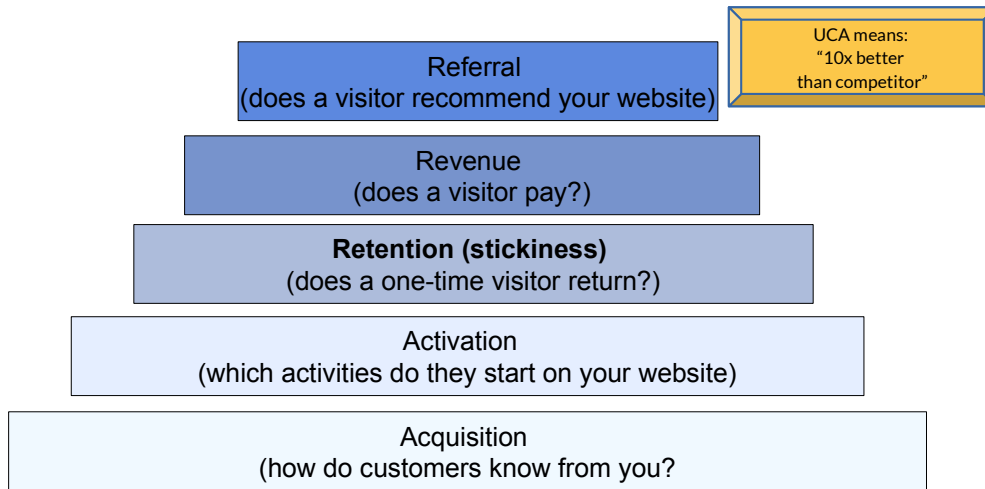 UCA means:
“10x better
than competitor”
Referral
(does a visitor recommend your website)
Revenue
(does a visitor pay?)
Retention (stickiness)
(does a one-time visitor return?)
Activation
(which activities do they start on your website)
Acquisition
(how do customers know from you?